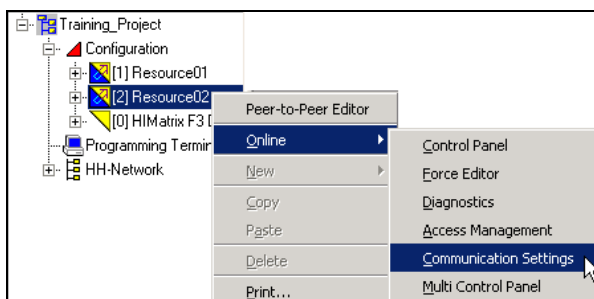 Training_Project
Configuration
[1] Resource01
[2] Resource02
[0] HIMatrix F3
Programming
HH-Network
Peer-to-Peer Editor
Online
New
Copy
Paste
Delete
Print...
Control Panel
Force Editor
Diagnostics
Access Management
Communication Settings
Multi Control Panel